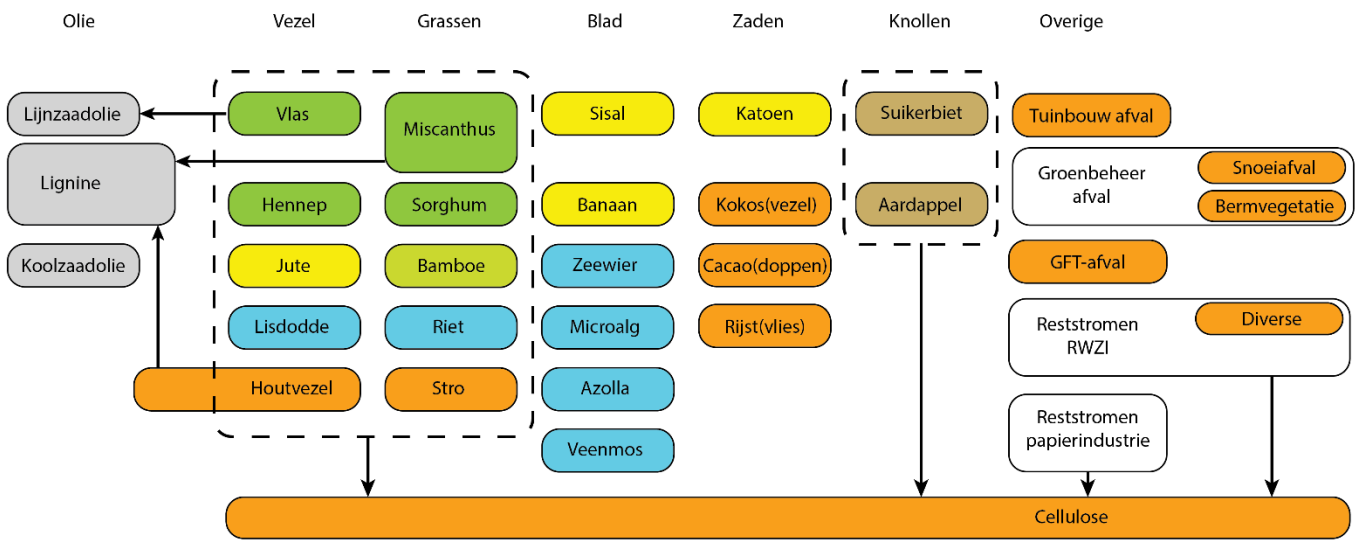 Olie Vezel Grassen Blad Zaden Knollen Overige
Lijnzaadolie Vlas Miscanthus Sisal Katoen Suikerbiet Tuinbouw afval
Lignine Hennep Sorghum Banaan Kokos(vezel) Aardappel Groenbeheer
afval
Snoeiafval
Bermvegetatie
Koolzaadolie Jute Bamboe Zeewier Cacao(doppen) GFT-afval
Lisdodde Riet Microalg Rijst(vlies) Reststromen
RWZI
Diverse
Houtvezel Stro Azolla
Veenmos Reststromen
papierindustrie
Cellulose